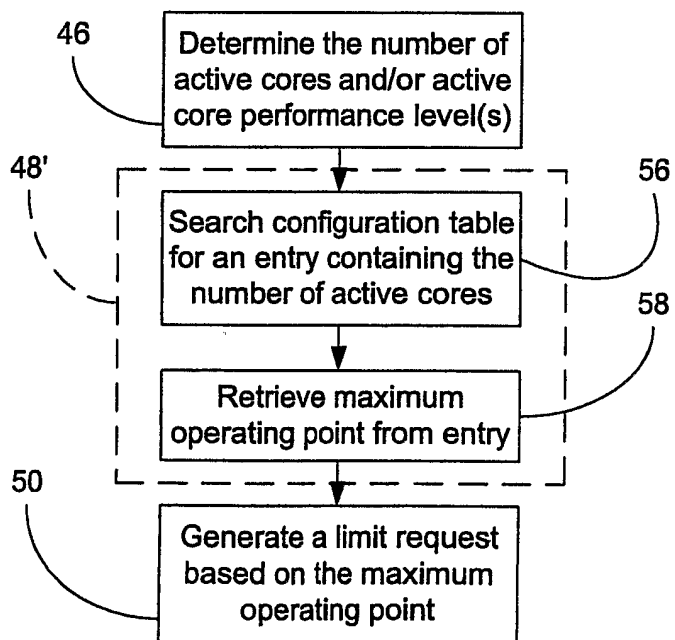 46
Determine the number of
active cores and/or active
core performance level(s)
48'
56
Search configuration table
for an entry containing the
number of active cores
58
Retrieve maximum
operating point from entry
50
Generate a limit request
based on the maximum
operating point